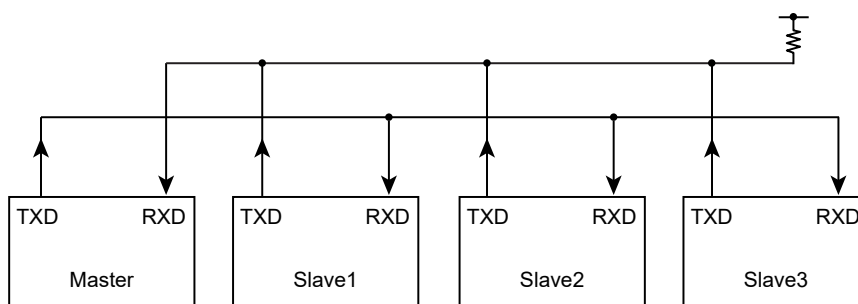 TXD RXD TXD RXD TXD RXD TXD RXD
Master Slave1 Slave2 Slave3